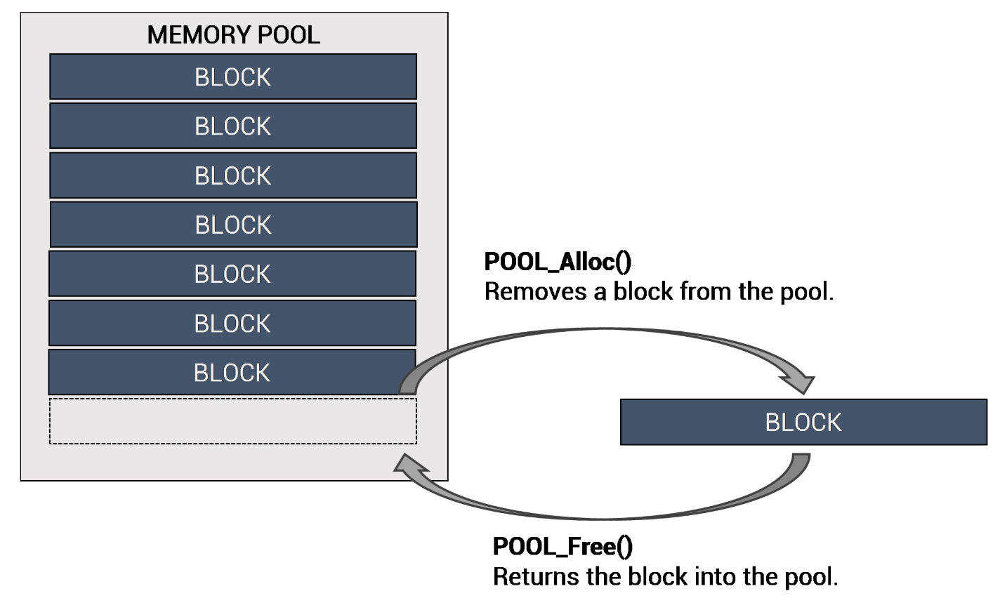 MEMORY POOL
BLOCK
BLOCK
BLOCK
BLOCK
BLOCK
BLOCK
BLOCK
POOL_Alloc()
Removes a block from the pool.
BLOCK
POOL_Free()
Returns the block into the pool.